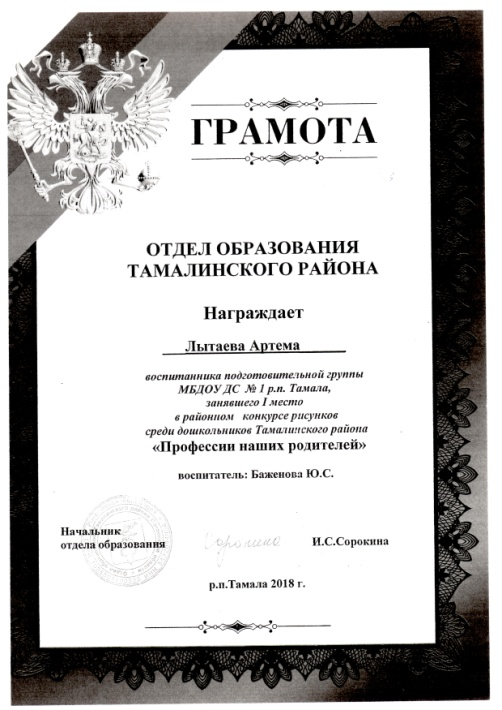 ГРАМОТА
ОТДЕЛ ОБРАЗОВАНИЯ
ТАМАЛИНСКОГО РАЙОНА
Награждает
Лытаева Артема
воспитанника подготовительной группы
МБДОУ ДС № 1 р.п. Тамала,
занявшего I место
в районном конкурсе рисунков
среди дошкольников Тамалинского района
«Профессии наших родителей»
воспитатель: Баженова Ю.С.
Начальник
отдела образования Сорокина И.С.Сорокина
р.п.Тамала 2018 г.